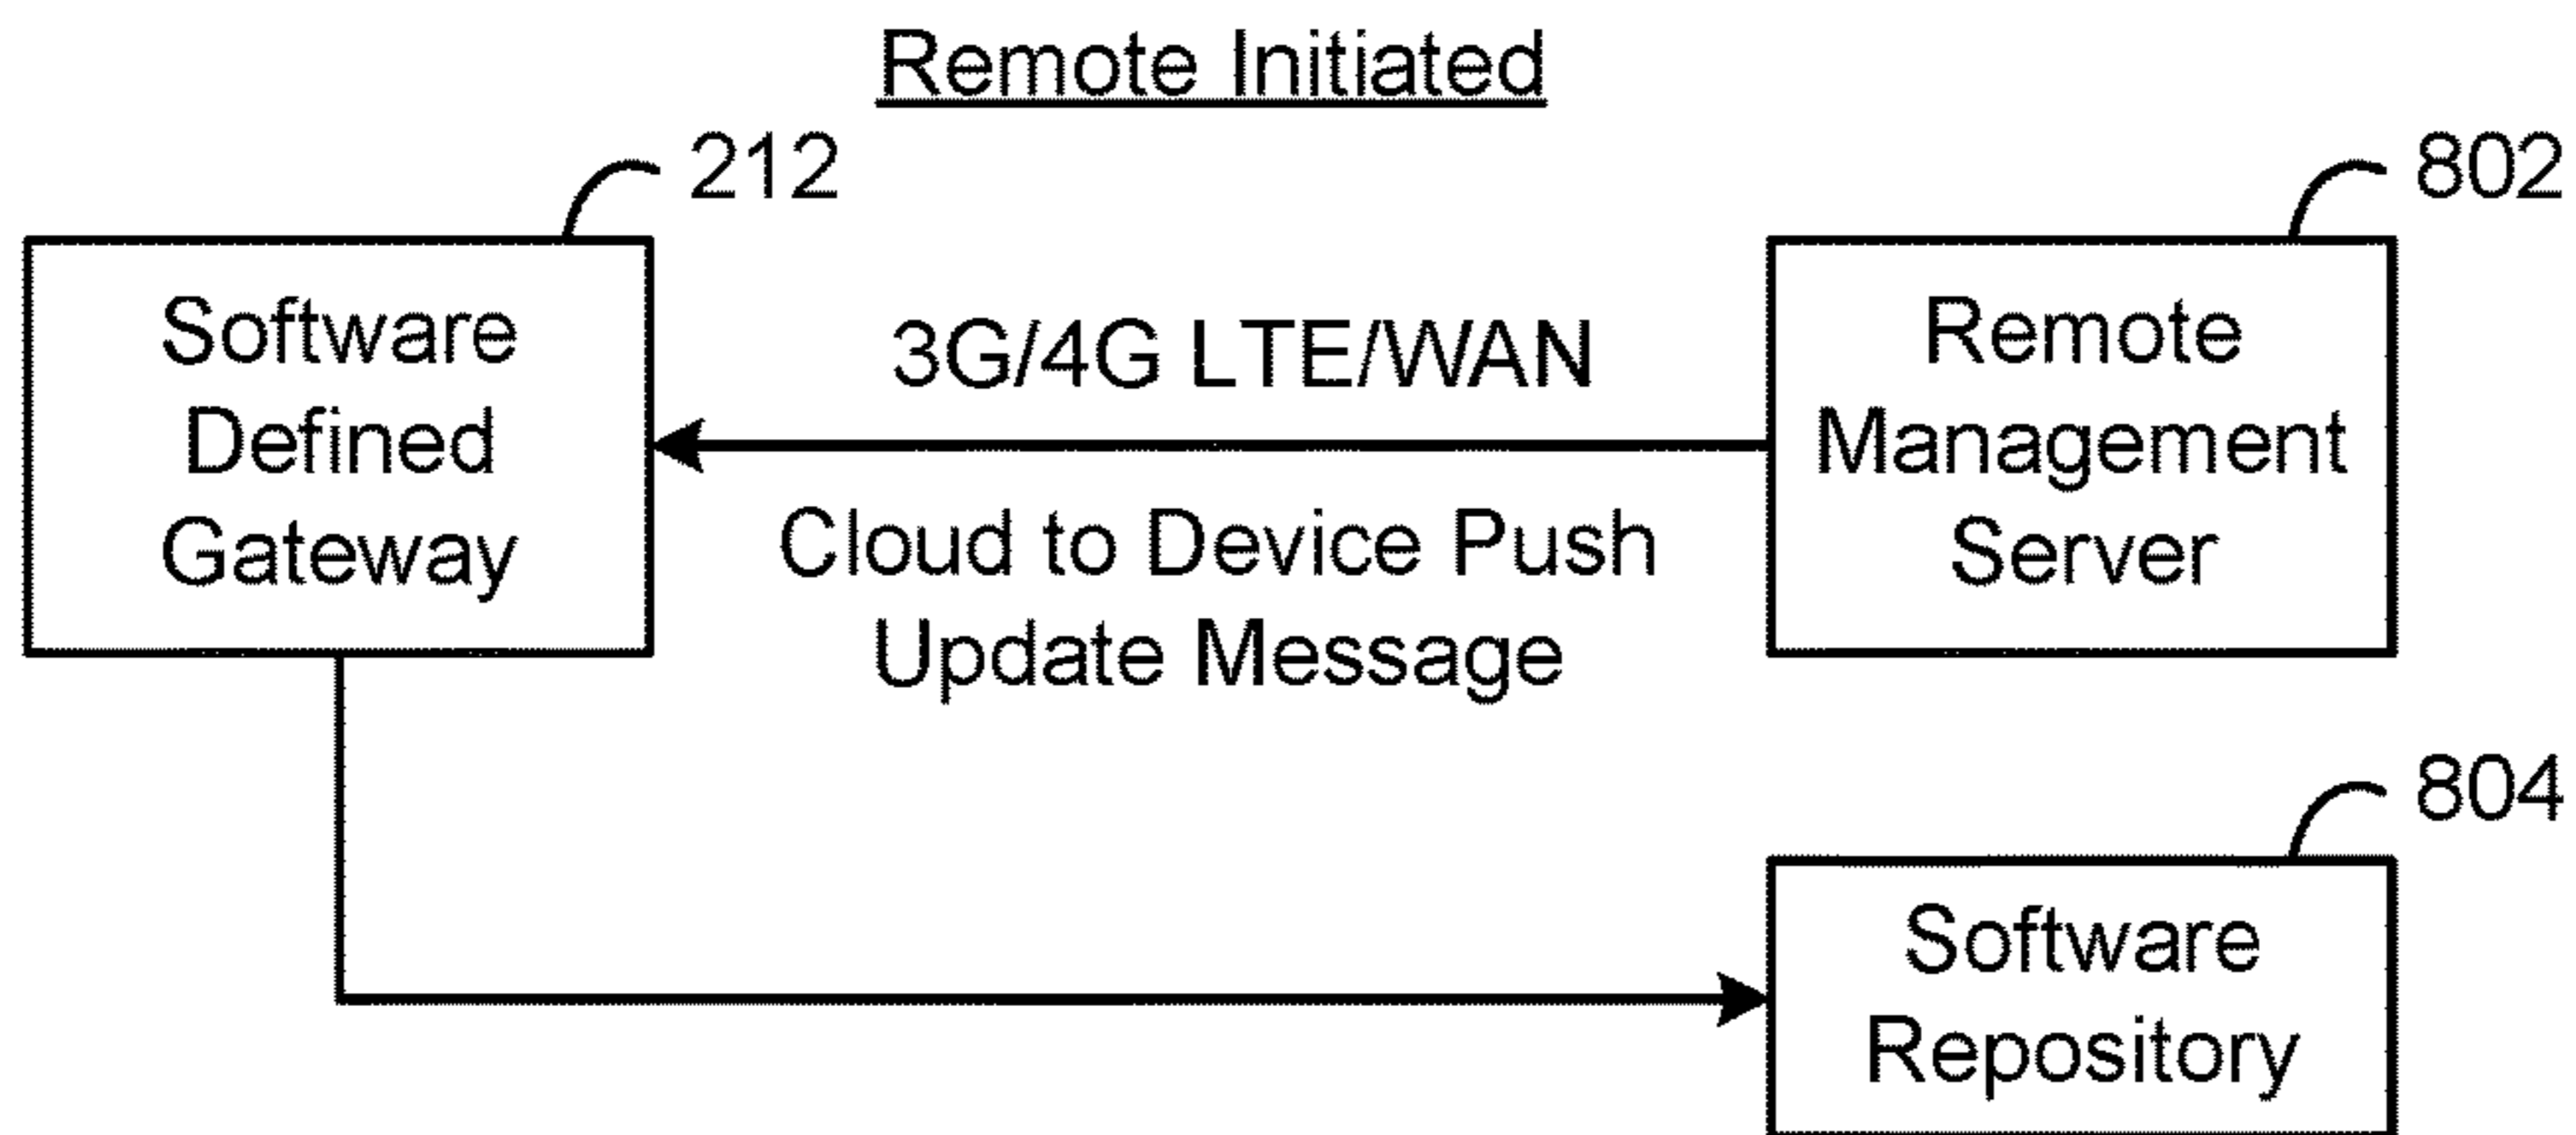 Remote Initiated
212
802
Software
Defined
Gateway
3G/4G LTE/WAN
Cloud to Device Push
Update Message
Remote
Management
Server
804
Software
Repository